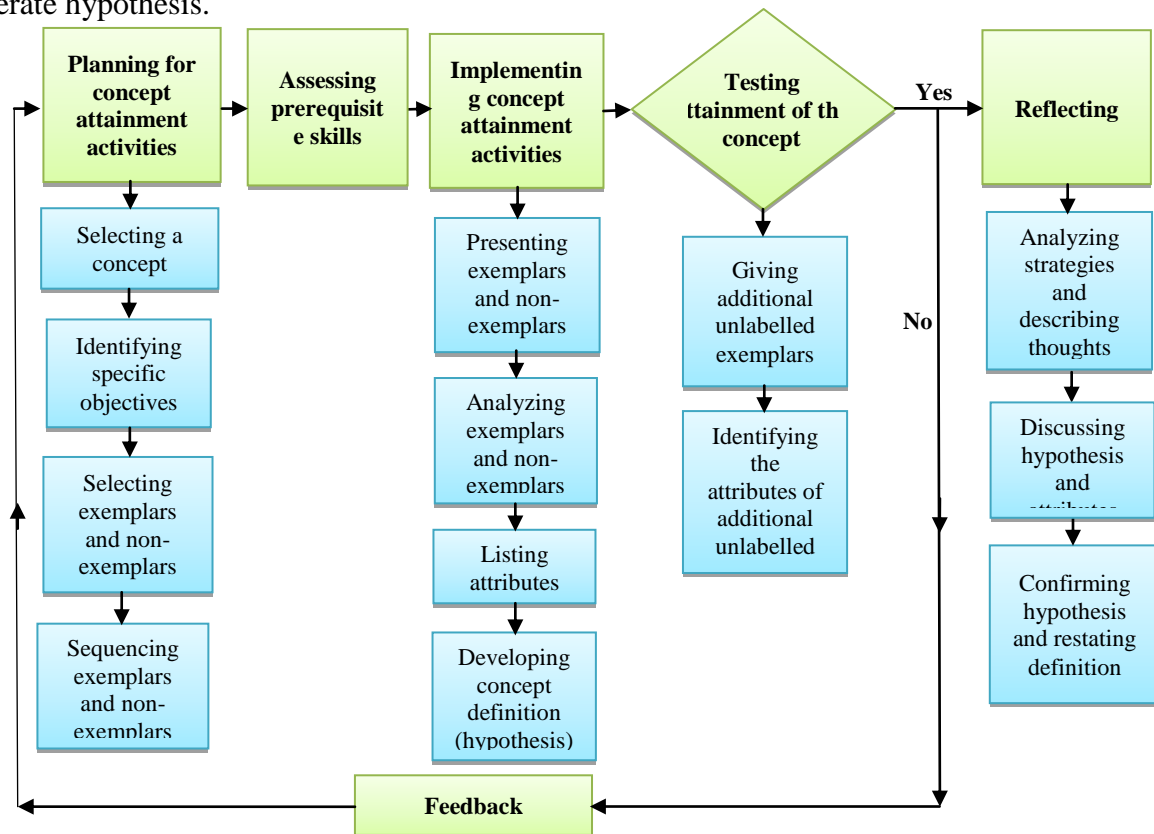 erate hypothesis.
Planning for
concept
attainment
activities
Assessing
prerequisit
e skills
Implementin
g concept
attainment
activities
Testing
ttainment of th
concept
Yes
Reflecting
Selecting a
concept
Identifying
specific
objectives
Selecting
exemplars
and non-
exemplars
Sequencing
exemplars
and non-
exemplars
Presenting
exemplars
and non-
exemplars
Analyzing
exemplars
and non-
exemplars
Listing
attributes
Developing
concept
definition
(hypothesis)
Giving
additional
unlabelled
exemplars
Identifying
the
attributes of
additional
unlabelled
No
Analyzing
strategies
and
describing
thoughts
Discussing
hypothesis
and
attributes
Confirming
hypothesis
and restating
definition
Feedback